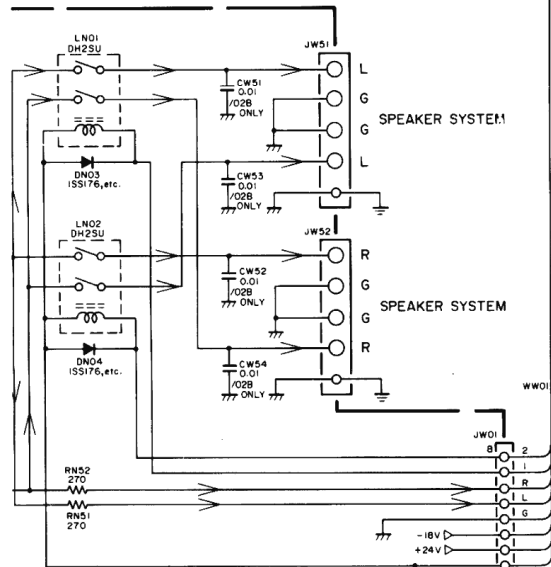 LN01
DH2SU
JW51
L
CW51
0.01
/02B
ONLY
G
SPEAKER SYSTEM
G
DN03
ISS176,etc.
L
CW53
0.01
/02B
ONLY
LN02
DH2SU
JW52
R
CW52
0.01
/02B
ONLY
G
SPEAKER SYSTEM
G
DN04
ISS176,etc.
R
CW54
0.01
/02B
ONLY
WW01
JW01
8
2
1
RN52
270
R
L
RN51
270
G
-18V
+24V